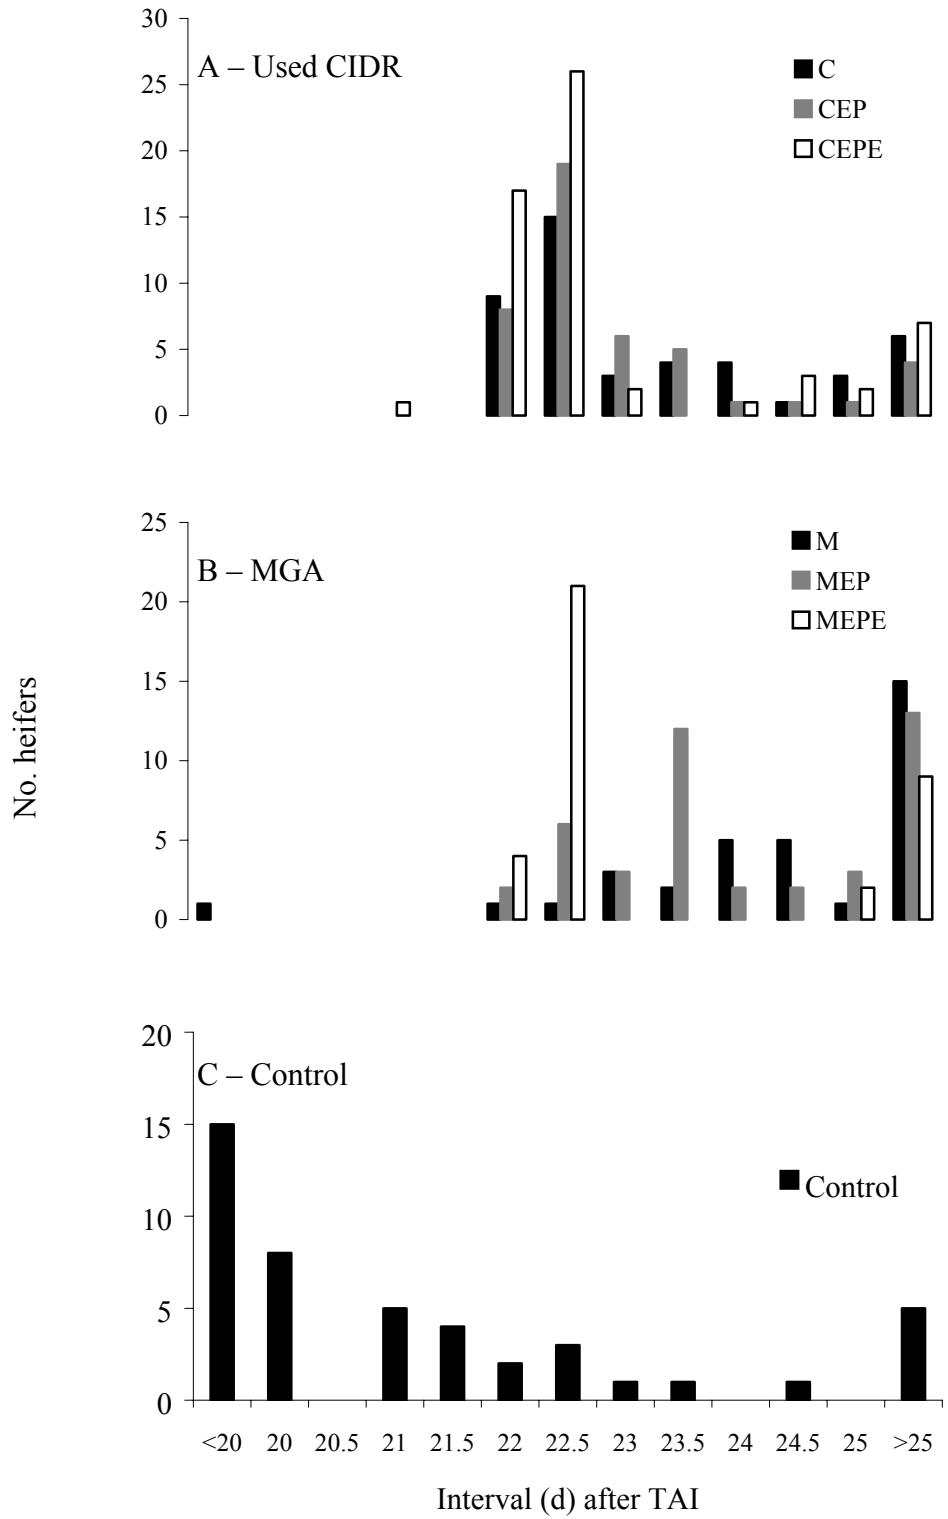 30
A – Used CIDR
C
25
CEP
20
CEPE
15
10
5
0
25
B – MGA
M
20
MEP
MEPE
15
10
5
0
No. heifers
20
C – Control
15
Control
10
5
0
<20 20 20.5 21 21.5 22 22.5 23 23.5 24 24.5 25 >25
Interval (d) after TAI